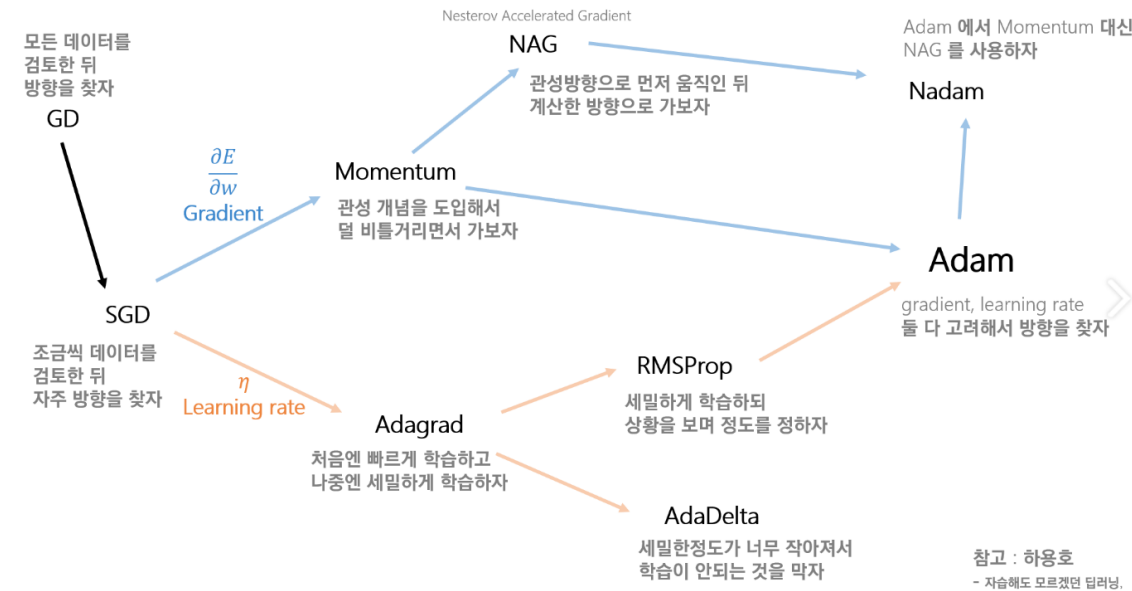 Nesterov Accelerated Gradient
NAG
관성방향으로 먼저 움직인 뒤
계산한 방향으로 가보자
Adam 에서 Momentum 대신
NAG 를 사용하자
Nadam
모든 데이터를
검토한 뒤
방향을 찾자
GD
∂E
∂w
Gradient
Momentum
관성 개념을 도입해서
덜 비틀거리면서 가보자
Adam
gradient, learning rate
둘 다 고려해서 방향을 찾자
SGD
조금씩 데이터를
검토한 뒤
자주 방향을 찾자
η
Learning rate
Adagrad
처음엔 빠르게 학습하고
나중엔 세밀하게 학습하자
RMSProp
세밀하게 학습하되
상황을 보며 정도를 정하자
AdaDelta
세밀한정도가 너무 작아져서
학습이 안되는 것을 막자
참고 : 하용호
- 자습해도 모르겠던 딥러닝,